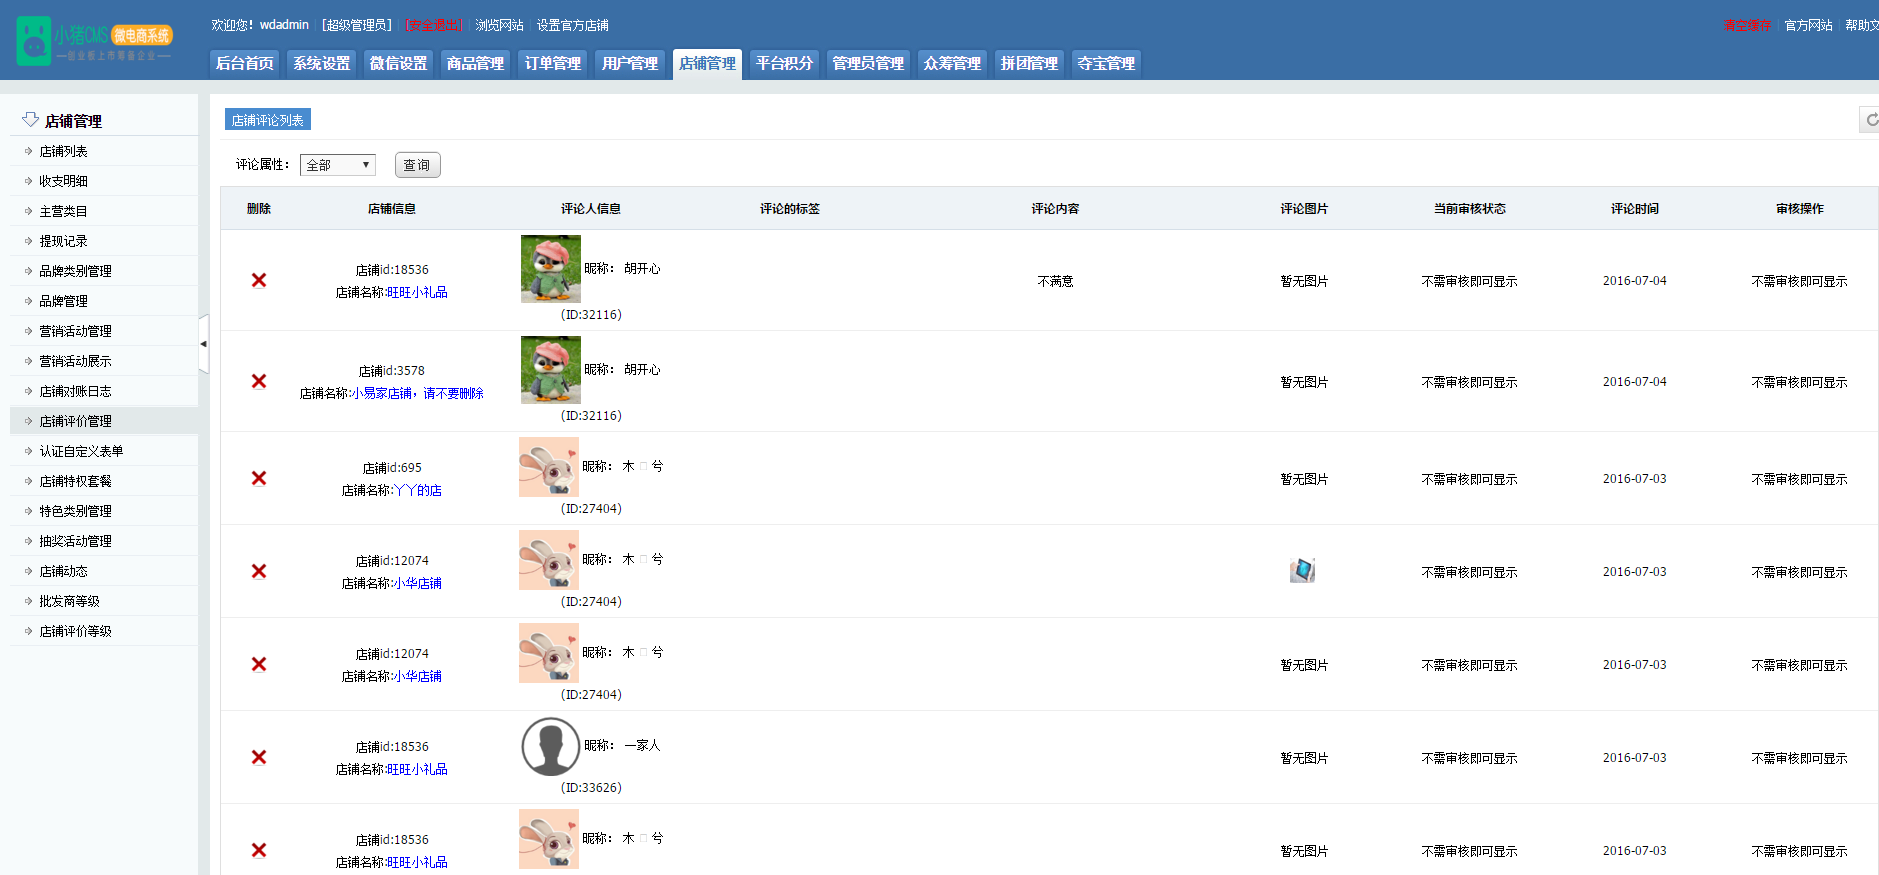 小猪CMS 微电商系统
—创业板上市筹备企业—
欢迎您！wdadmin [超级管理员] [安全退出] 浏览网站 设置官方店铺
清空缓存 官方网站 帮助文
后台首页 系统设置 微信设置 商品管理 订单管理 用户管理 店铺管理 平台积分 管理员管理 众筹管理 拼团管理 夺宝管理
店铺管理
店铺列表
收支明细
主营类目
提现记录
品牌类别管理
品牌管理
营销活动管理
营销活动展示
店铺对账日志
店铺评价管理
认证自定义表单
店铺特权套餐
特色类别管理
抽奖活动管理
店铺动态
批发商等级
店铺评价等级
店铺评论列表
评论属性： 全部 查询
删除 店铺信息 评论人信息 评论的标签 评论内容 评论图片 当前审核状态 评论时间 审核操作
店铺id:18536
店铺名称:旺旺小礼品
昵称： 胡开心
(ID:32116)
不满意 暂无图片 不需审核即可显示 2016-07-04 不需审核即可显示
店铺id:3578
店铺名称:小易家店铺，请不要删除
昵称： 胡开心
(ID:32116)
暂无图片 不需审核即可显示 2016-07-04 不需审核即可显示
店铺id:695
店铺名称:丫丫的店
昵称： 木 □ 兮
(ID:27404)
暂无图片 不需审核即可显示 2016-07-03 不需审核即可显示
店铺id:12074
店铺名称:小华店铺
昵称： 木 □ 兮
(ID:27404)
不需审核即可显示 2016-07-03 不需审核即可显示
店铺id:12074
店铺名称:小华店铺
昵称： 木 □ 兮
(ID:27404)
暂无图片 不需审核即可显示 2016-07-03 不需审核即可显示
店铺id:18536
店铺名称:旺旺小礼品
昵称： 一家人
(ID:33626)
暂无图片 不需审核即可显示 2016-07-03 不需审核即可显示
店铺id:18536
店铺名称:旺旺小礼品
昵称： 木 □ 兮
暂无图片 不需审核即可显示 2016-07-03 不需审核即可显示